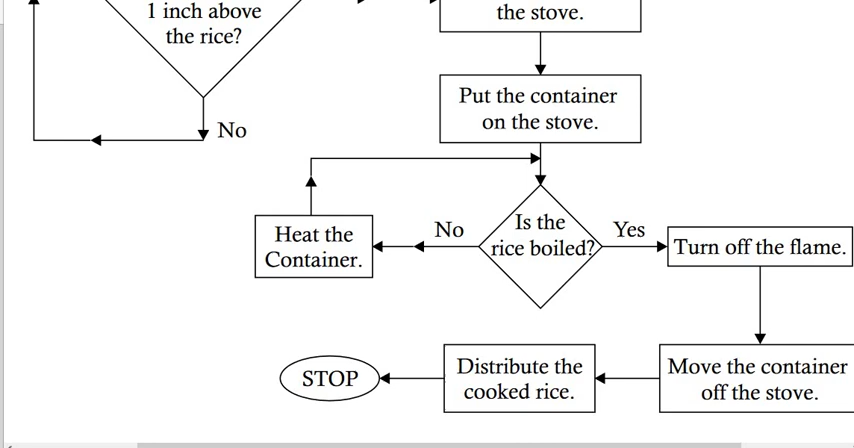 1 inch above
the rice?
the stove.
Put the container
on the stove.
No
Is the
rice boiled?
No
Yes
Heat the
Container.
Turn off the flame.
Move the container
off the stove.
Distribute the
cooked rice.
STOP